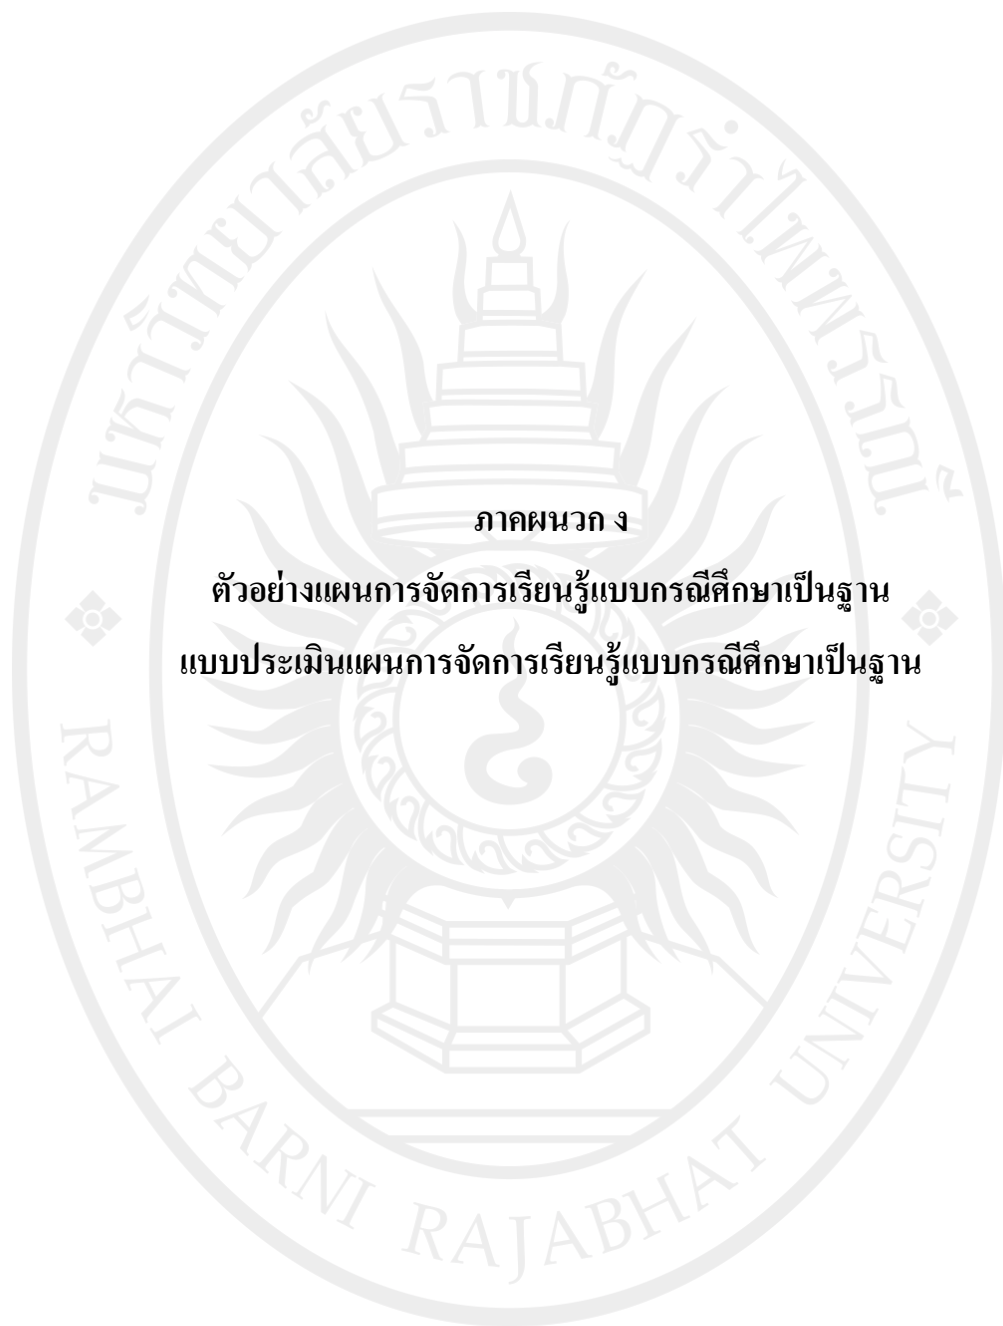 มหาวิทยาลัยราชภัฏรำไพพรรณี
ภาคผนวก ง
ตัวอย่างแผนการจัดการเรียนรู้แบบกรณีศึกษาเป็นฐาน
แบบประเมินแผนการจัดการเรียนรู้แบบกรณีศึกษาเป็นฐาน
RAMBHAI BARNI RAJABHAT UNIVERSITY